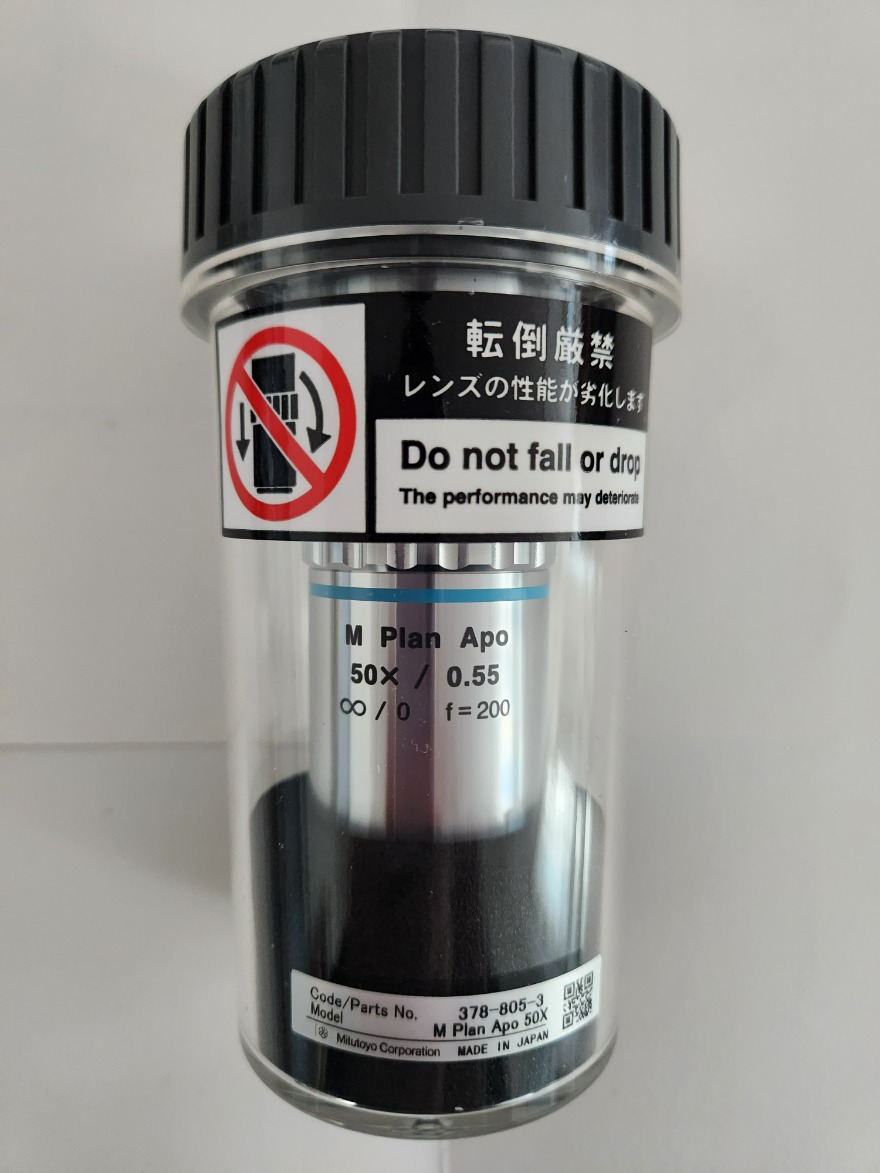 転倒厳禁
レンズの性能が劣化します
Do not fall or drop
The performance may deteriorate
M Plan Apo
50× / 0.55
∞ / 0 f=200
Code/Parts No. 378-805-3
Model M Plan Apo 50X
Mitutoyo Corporation MADE IN JAPAN